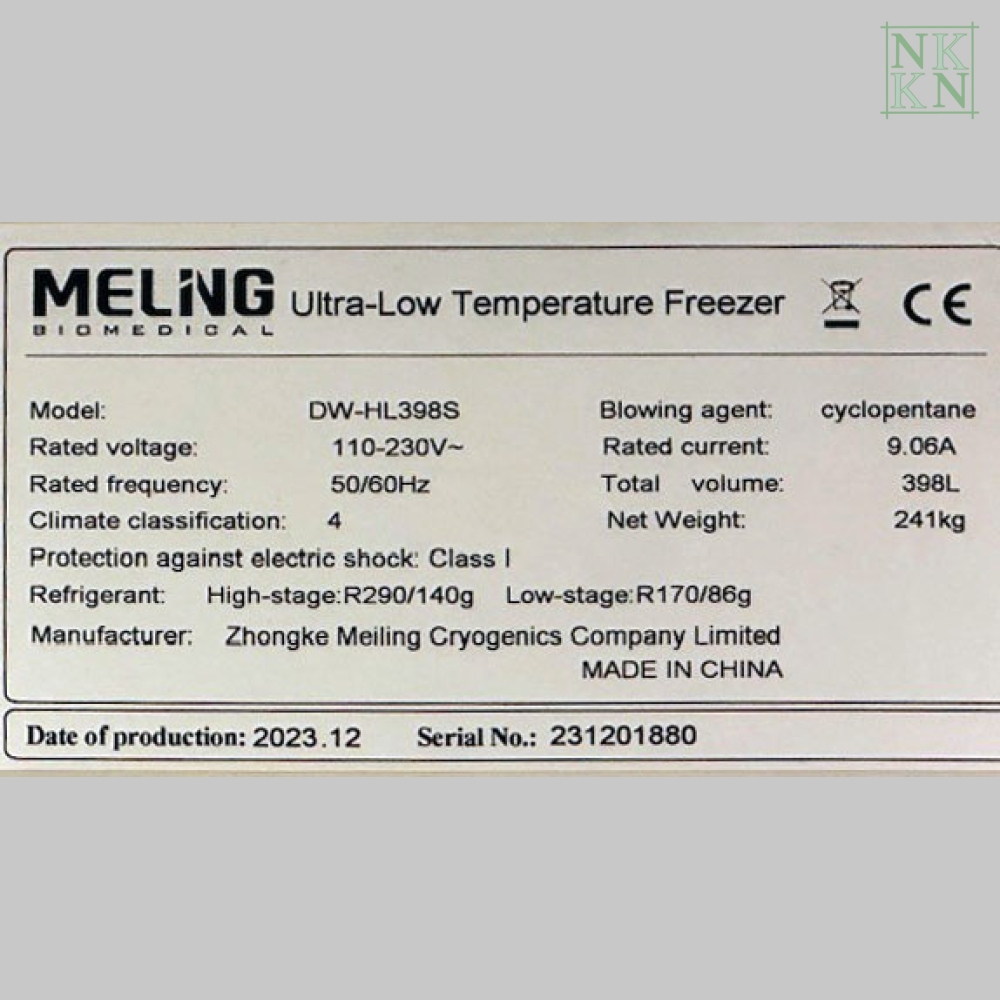 NK
KN
MELING
BIOMEDICAL
Ultra-Low Temperature Freezer
CE
Model: DW-HL398S Blowing agent: cyclopentane
Rated voltage: 110-230V~ Rated current: 9.06A
Rated frequency: 50/60Hz Total volume: 398L
Climate classification: 4 Net Weight: 241kg
Protection against electric shock: Class I
Refrigerant: High-stage:R290/140g Low-stage:R170/86g
Manufacturer: Zhongke Meiling Cryogenics Company Limited
MADE IN CHINA
Date of production: 2023.12 Serial No.: 231201880